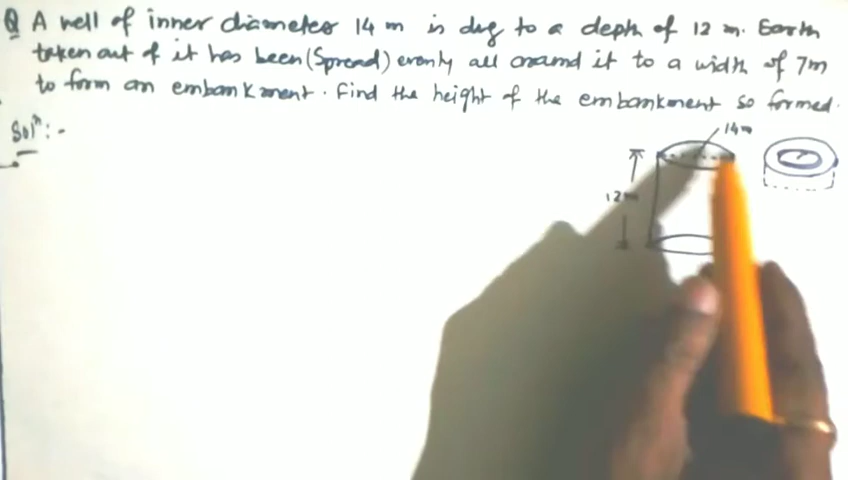 Q A well of inner diameter 14 m is dug to a depth of 12 m. Earth
taken out of it has been (Spread) evenly all around it to a width of 7m
to form an embankment. Find the height of the embankment so formed.
Solⁿ:-
14m
12m